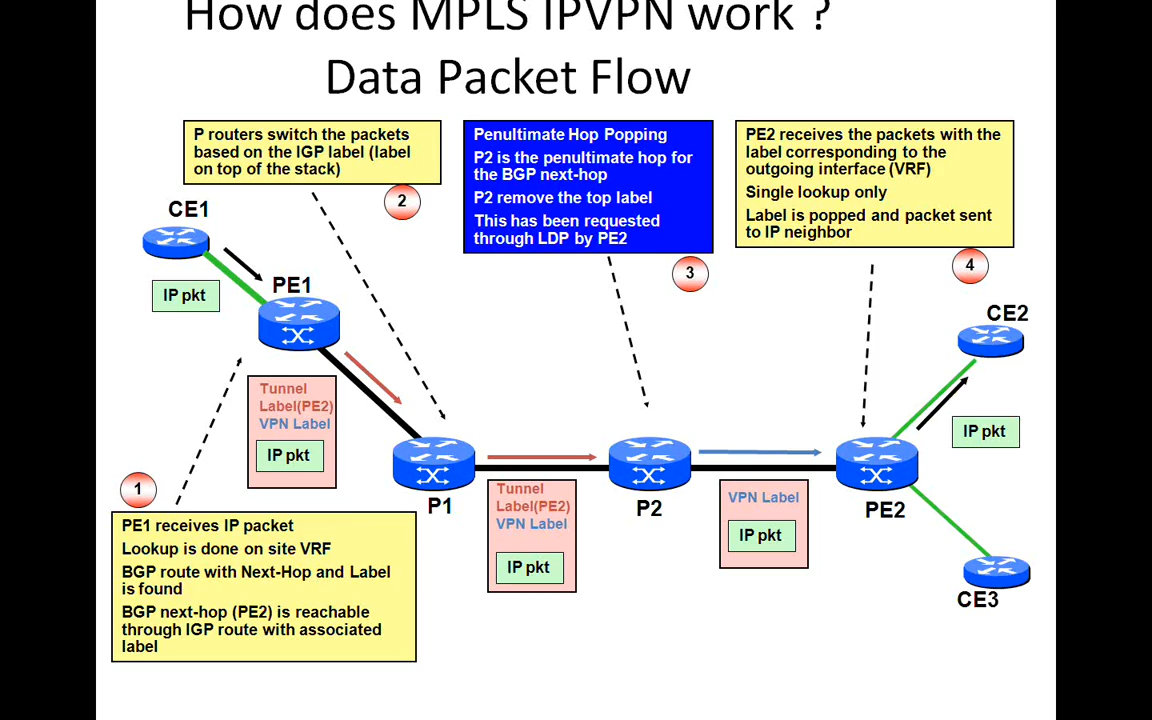 How does MPLS IPVPN work ?
Data Packet Flow
P routers switch the packets
based on the IGP label (label
on top of the stack)
2
Penultimate Hop Popping
P2 is the penultimate hop for
the BGP next-hop
P2 remove the top label
This has been requested
through LDP by PE2
3
PE2 receives the packets with the
label corresponding to the
outgoing interface (VRF)
Single lookup only
Label is popped and packet sent
to IP neighbor
4
CE1
IP pkt
PE1
Tunnel
Label(PE2)
VPN Label
IP pkt
1
PE1 receives IP packet
Lookup is done on site VRF
BGP route with Next-Hop and Label
is found
BGP next-hop (PE2) is reachable
through IGP route with associated
label
P1
Tunnel
Label(PE2)
VPN Label
IP pkt
P2
VPN Label
IP pkt
PE2
CE2
IP pkt
CE3